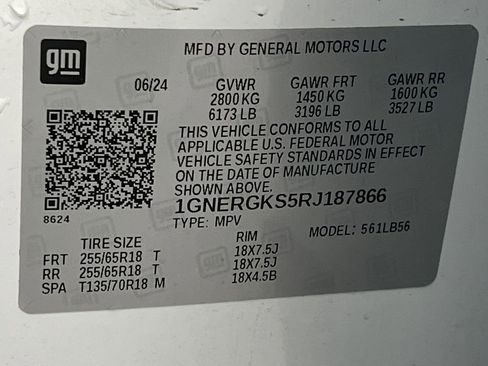 gm
MFD BY GENERAL MOTORS LLC
06/24 GVWR GAWR FRT GAWR RR
2800 KG 1450 KG 1600 KG
6173 LB 3196 LB 3527 LB
THIS VEHICLE CONFORMS TO ALL
APPLICABLE U.S. FEDERAL MOTOR
VEHICLE SAFETY STANDARDS IN EFFECT
ON THE DATE OF MANUFACTURE
SHOWN ABOVE.
8624 1GNERGKS5RJ187866
TYPE: MPV MODEL: 561LB56
TIRE SIZE RIM
FRT 255/65R18 T 18X7.5J
RR 255/65R18 T 18X7.5J
SPA T135/70R18 M 18X4.5B